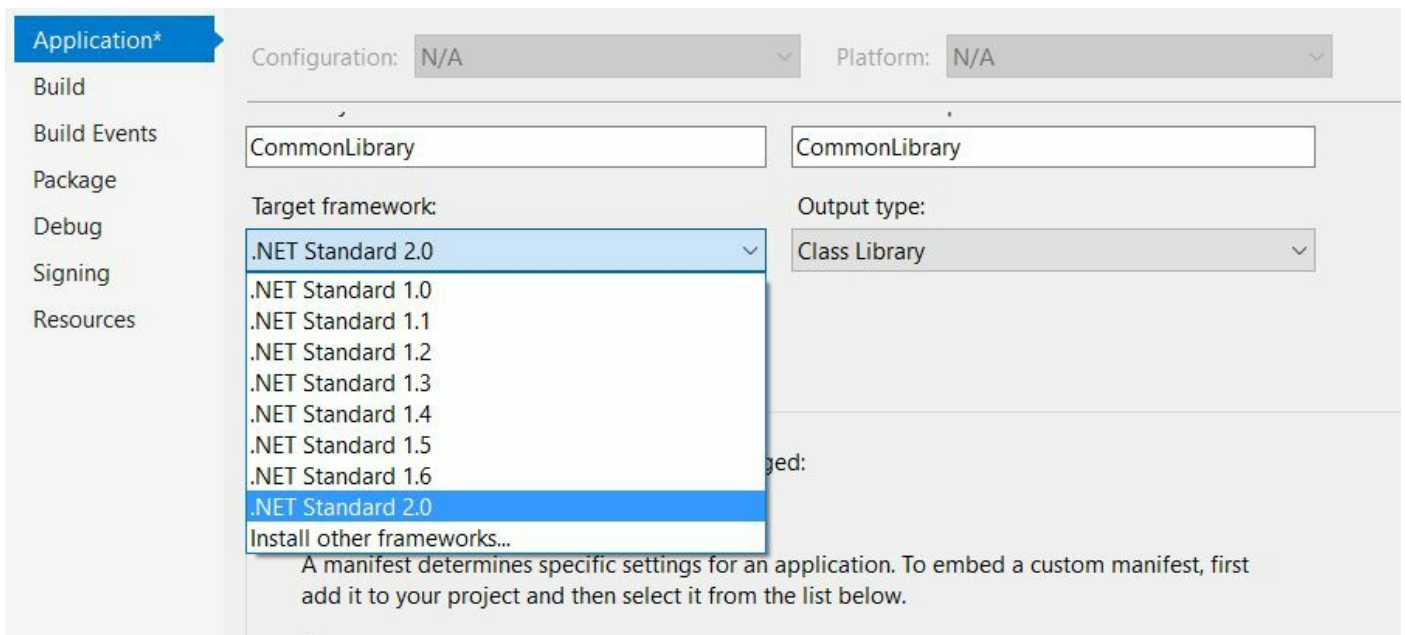 Application*
Configuration: N/A Platform: N/A
Build
Build Events
CommonLibrary CommonLibrary
Package
Target framework: Output type:
Debug
.NET Standard 2.0 Class Library
Signing
.NET Standard 1.0
Resources
.NET Standard 1.1
.NET Standard 1.2
.NET Standard 1.3
.NET Standard 1.4
.NET Standard 1.5
ged:
.NET Standard 1.6
.NET Standard 2.0
Install other frameworks...
A manifest determines specific settings for an application. To embed a custom manifest, first
add it to your project and then select it from the list below.